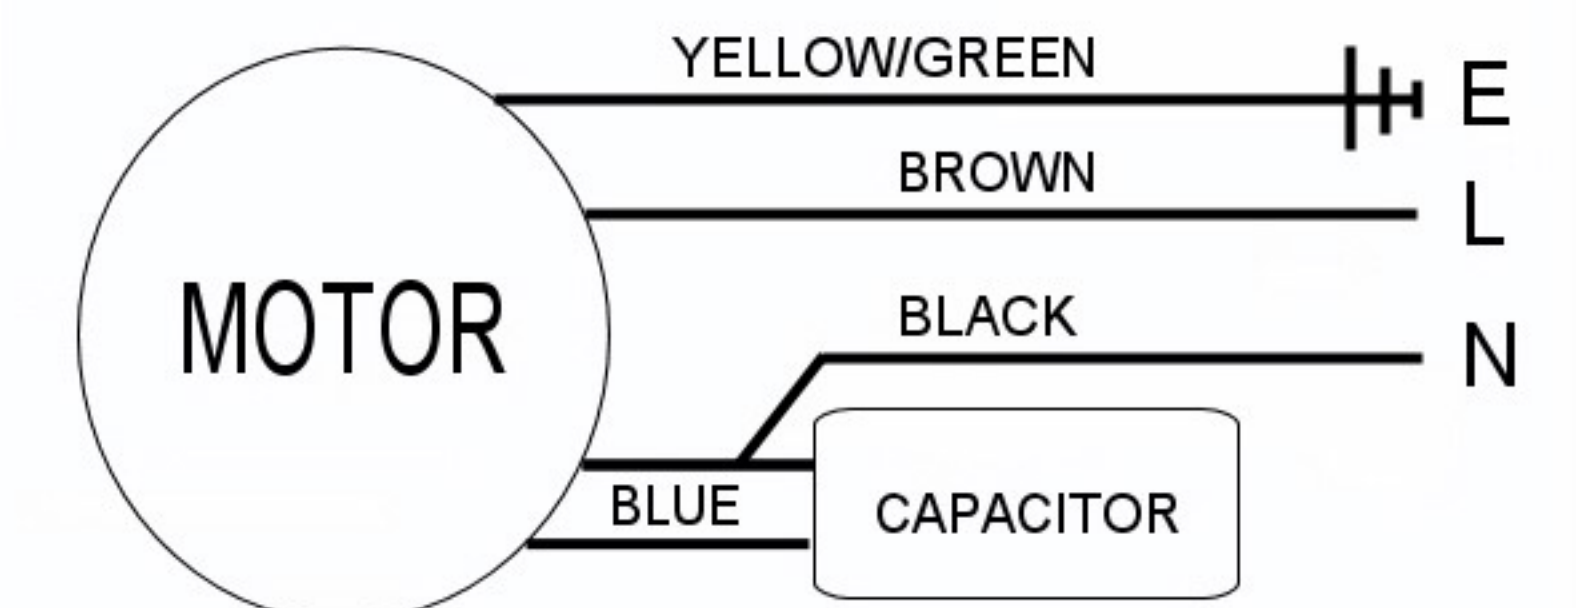 YELLOW/GREEN
E
BROWN
L
MOTOR
BLACK
N
BLUE
CAPACITOR